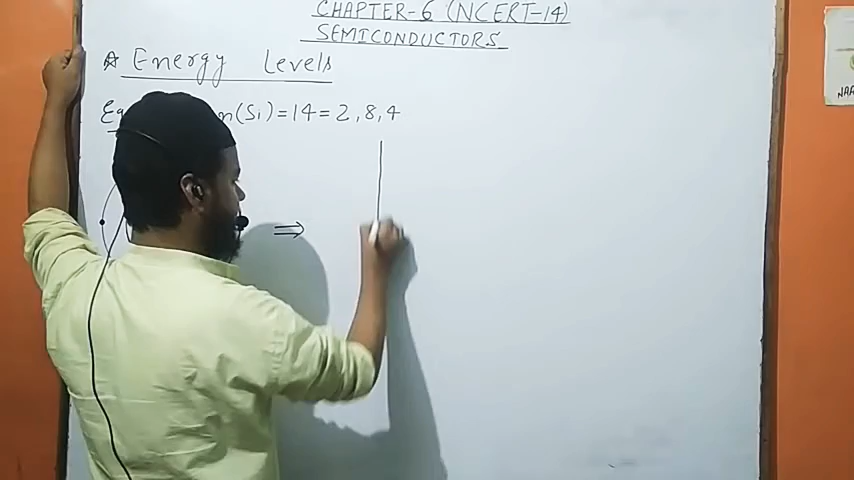 CHAPTER-6 (NCERT-14)
SEMICONDUCTORS
☆ Energy Levels
n(Si)=14=2,8,4
⇒